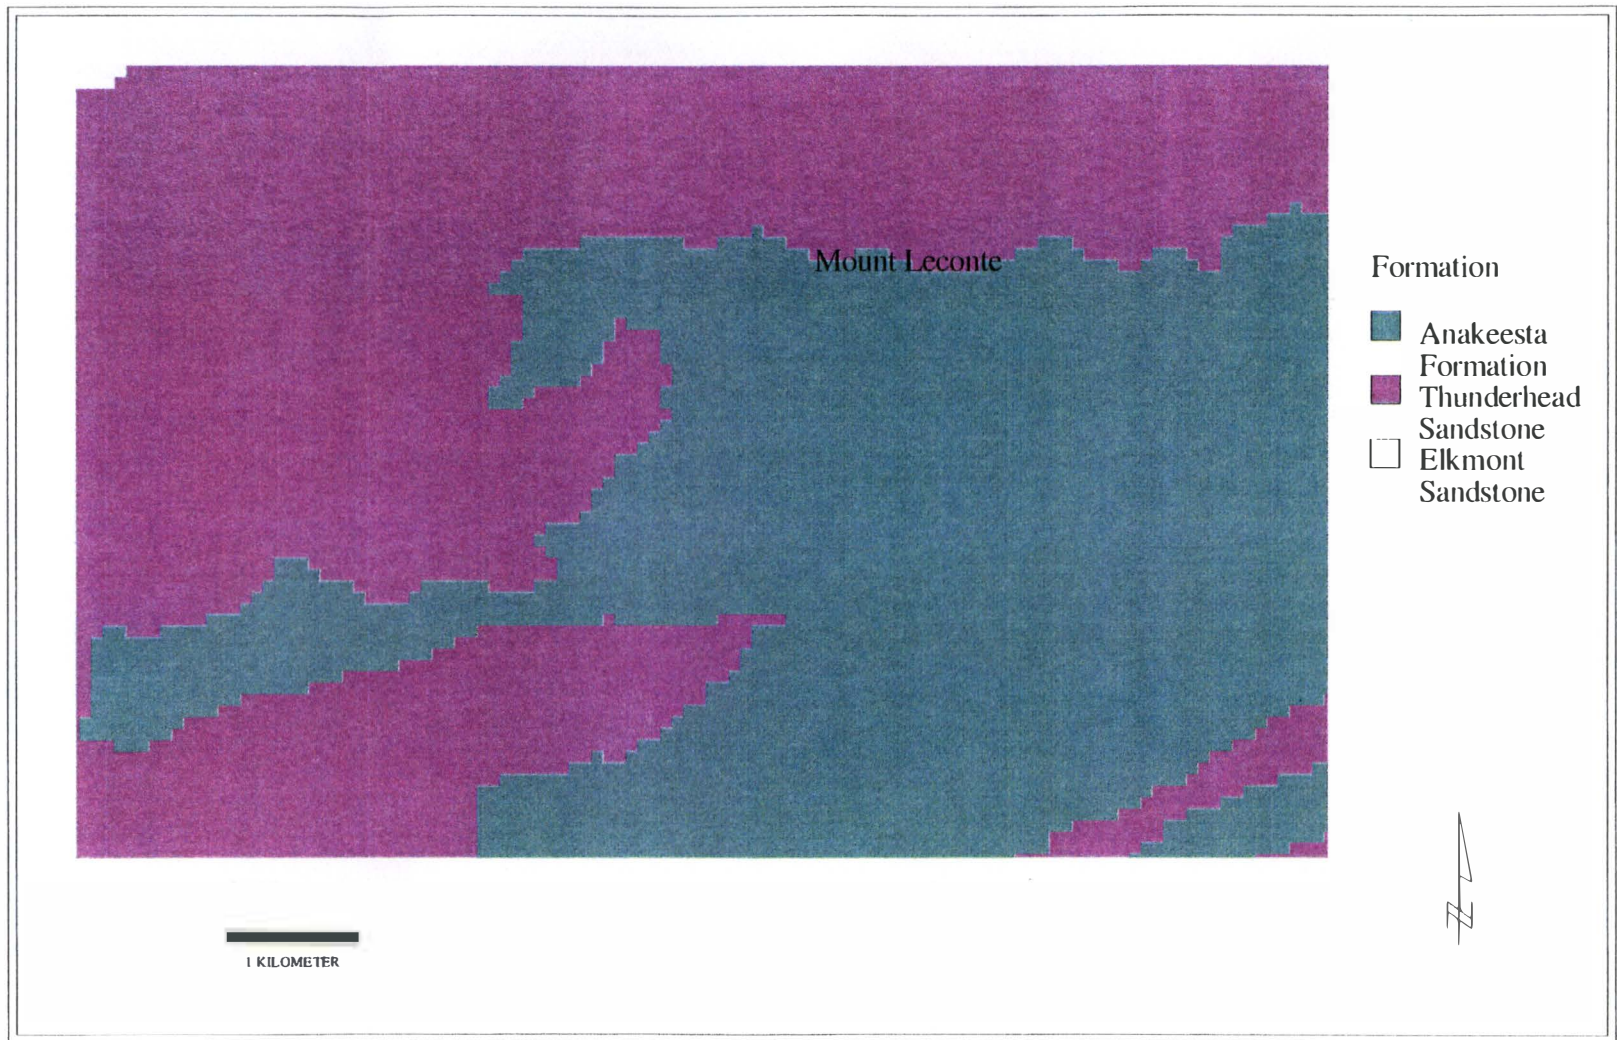 Mount Leconte
Formation
Anakeesta
Formation
Thunderhead
Sandstone
Elkmont
Sandstone
1 KILOMETER